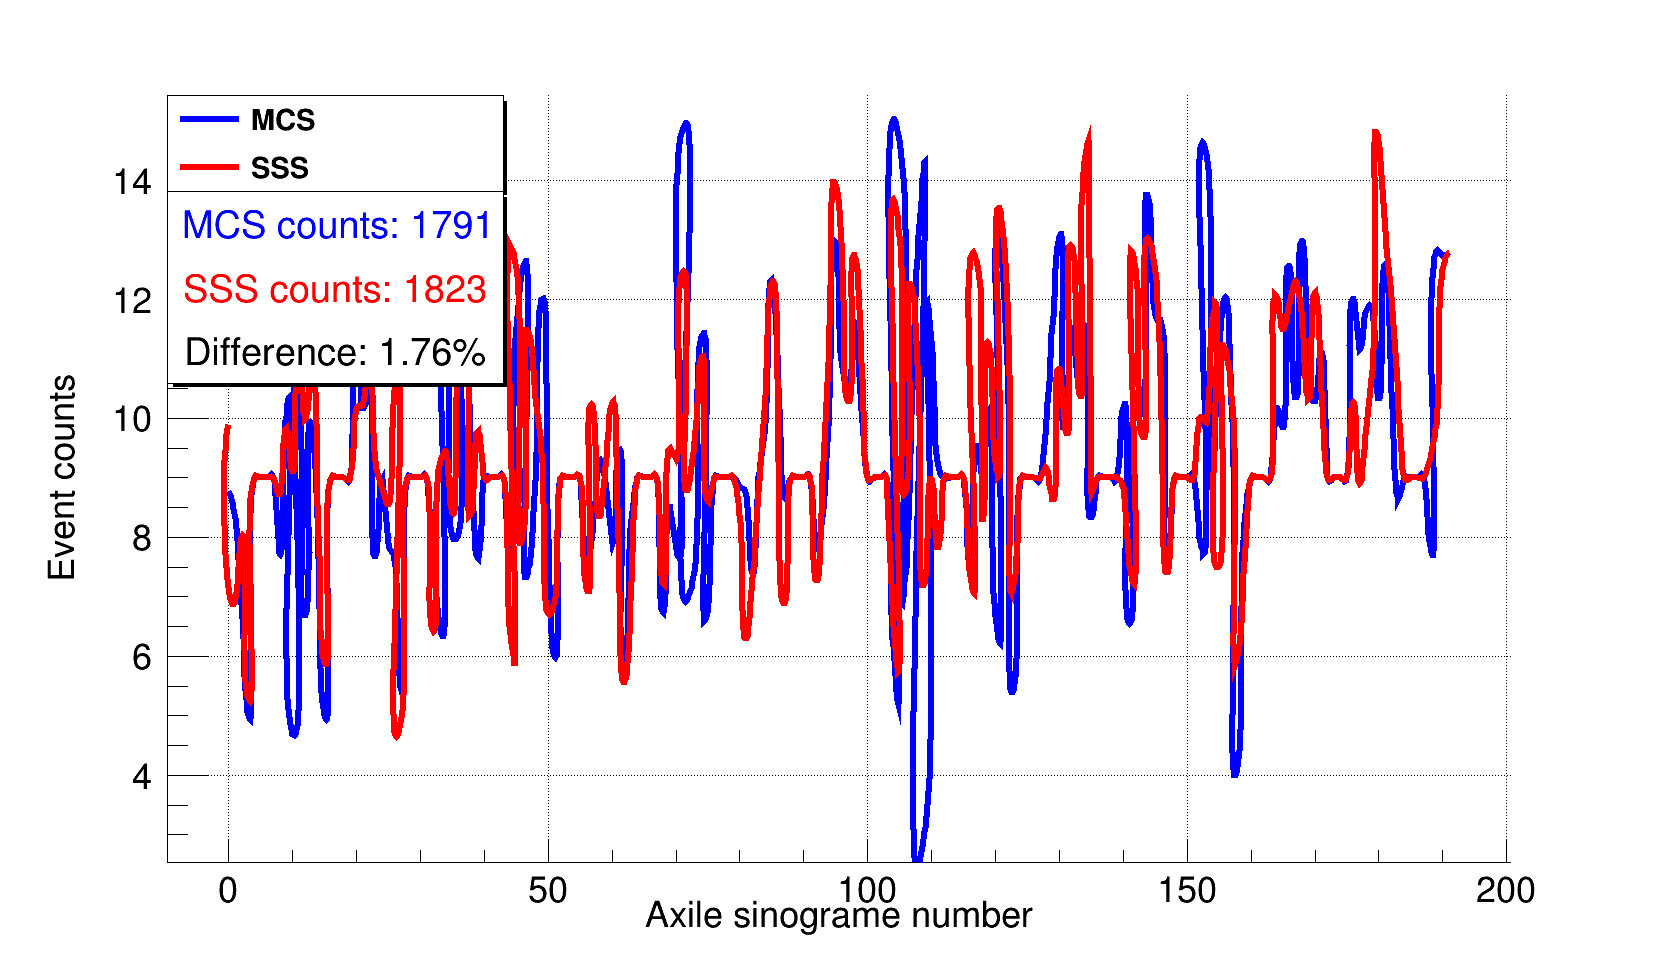 MCS
SSS
MCS counts: 1791
SSS counts: 1823
Difference: 1.76%
14
12
10
8
6
4
Event counts
0 50 100 150 200
Axile sinograme number